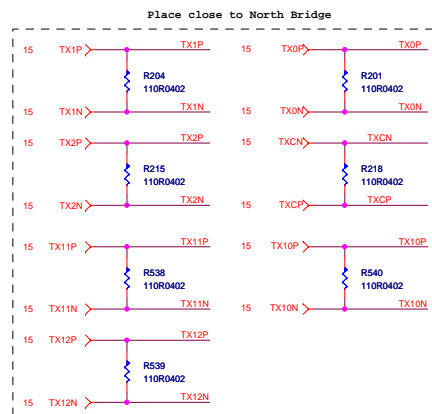 Place close to North Bridge
15 TX1P TX1P
R204
110R0402
15 TX1N TX1N
15 TX2P TX2P
R215
110R0402
15 TX2N TX2N
15 TX11P TX11P
R538
110R0402
15 TX11N TX11N
15 TX12P TX12P
R539
110R0402
15 TX12N TX12N
15 TX0P TX0P
R201
110R0402
15 TX0N TX0N
15 TXCN TXCN
R218
110R0402
15 TXCP TXCP
15 TX10P TX10P
R540
110R0402
15 TX10N TX10N